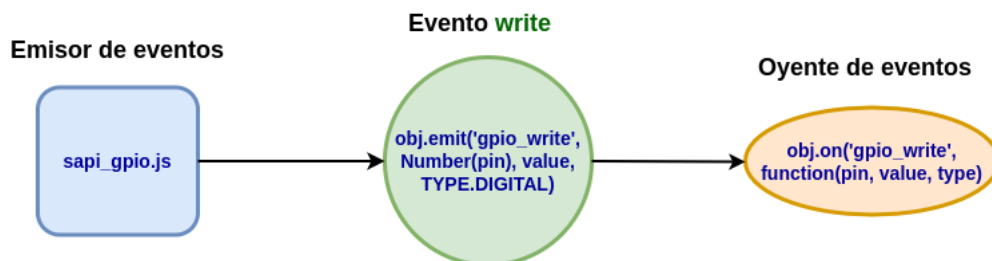 Emisor de eventos
sapi_gpio.js
Evento write
obj.emit('gpio_write',
Number(pin), value,
TYPE.DIGITAL)
Oyente de eventos
obj.on('gpio_write',
function(pin, value, type)